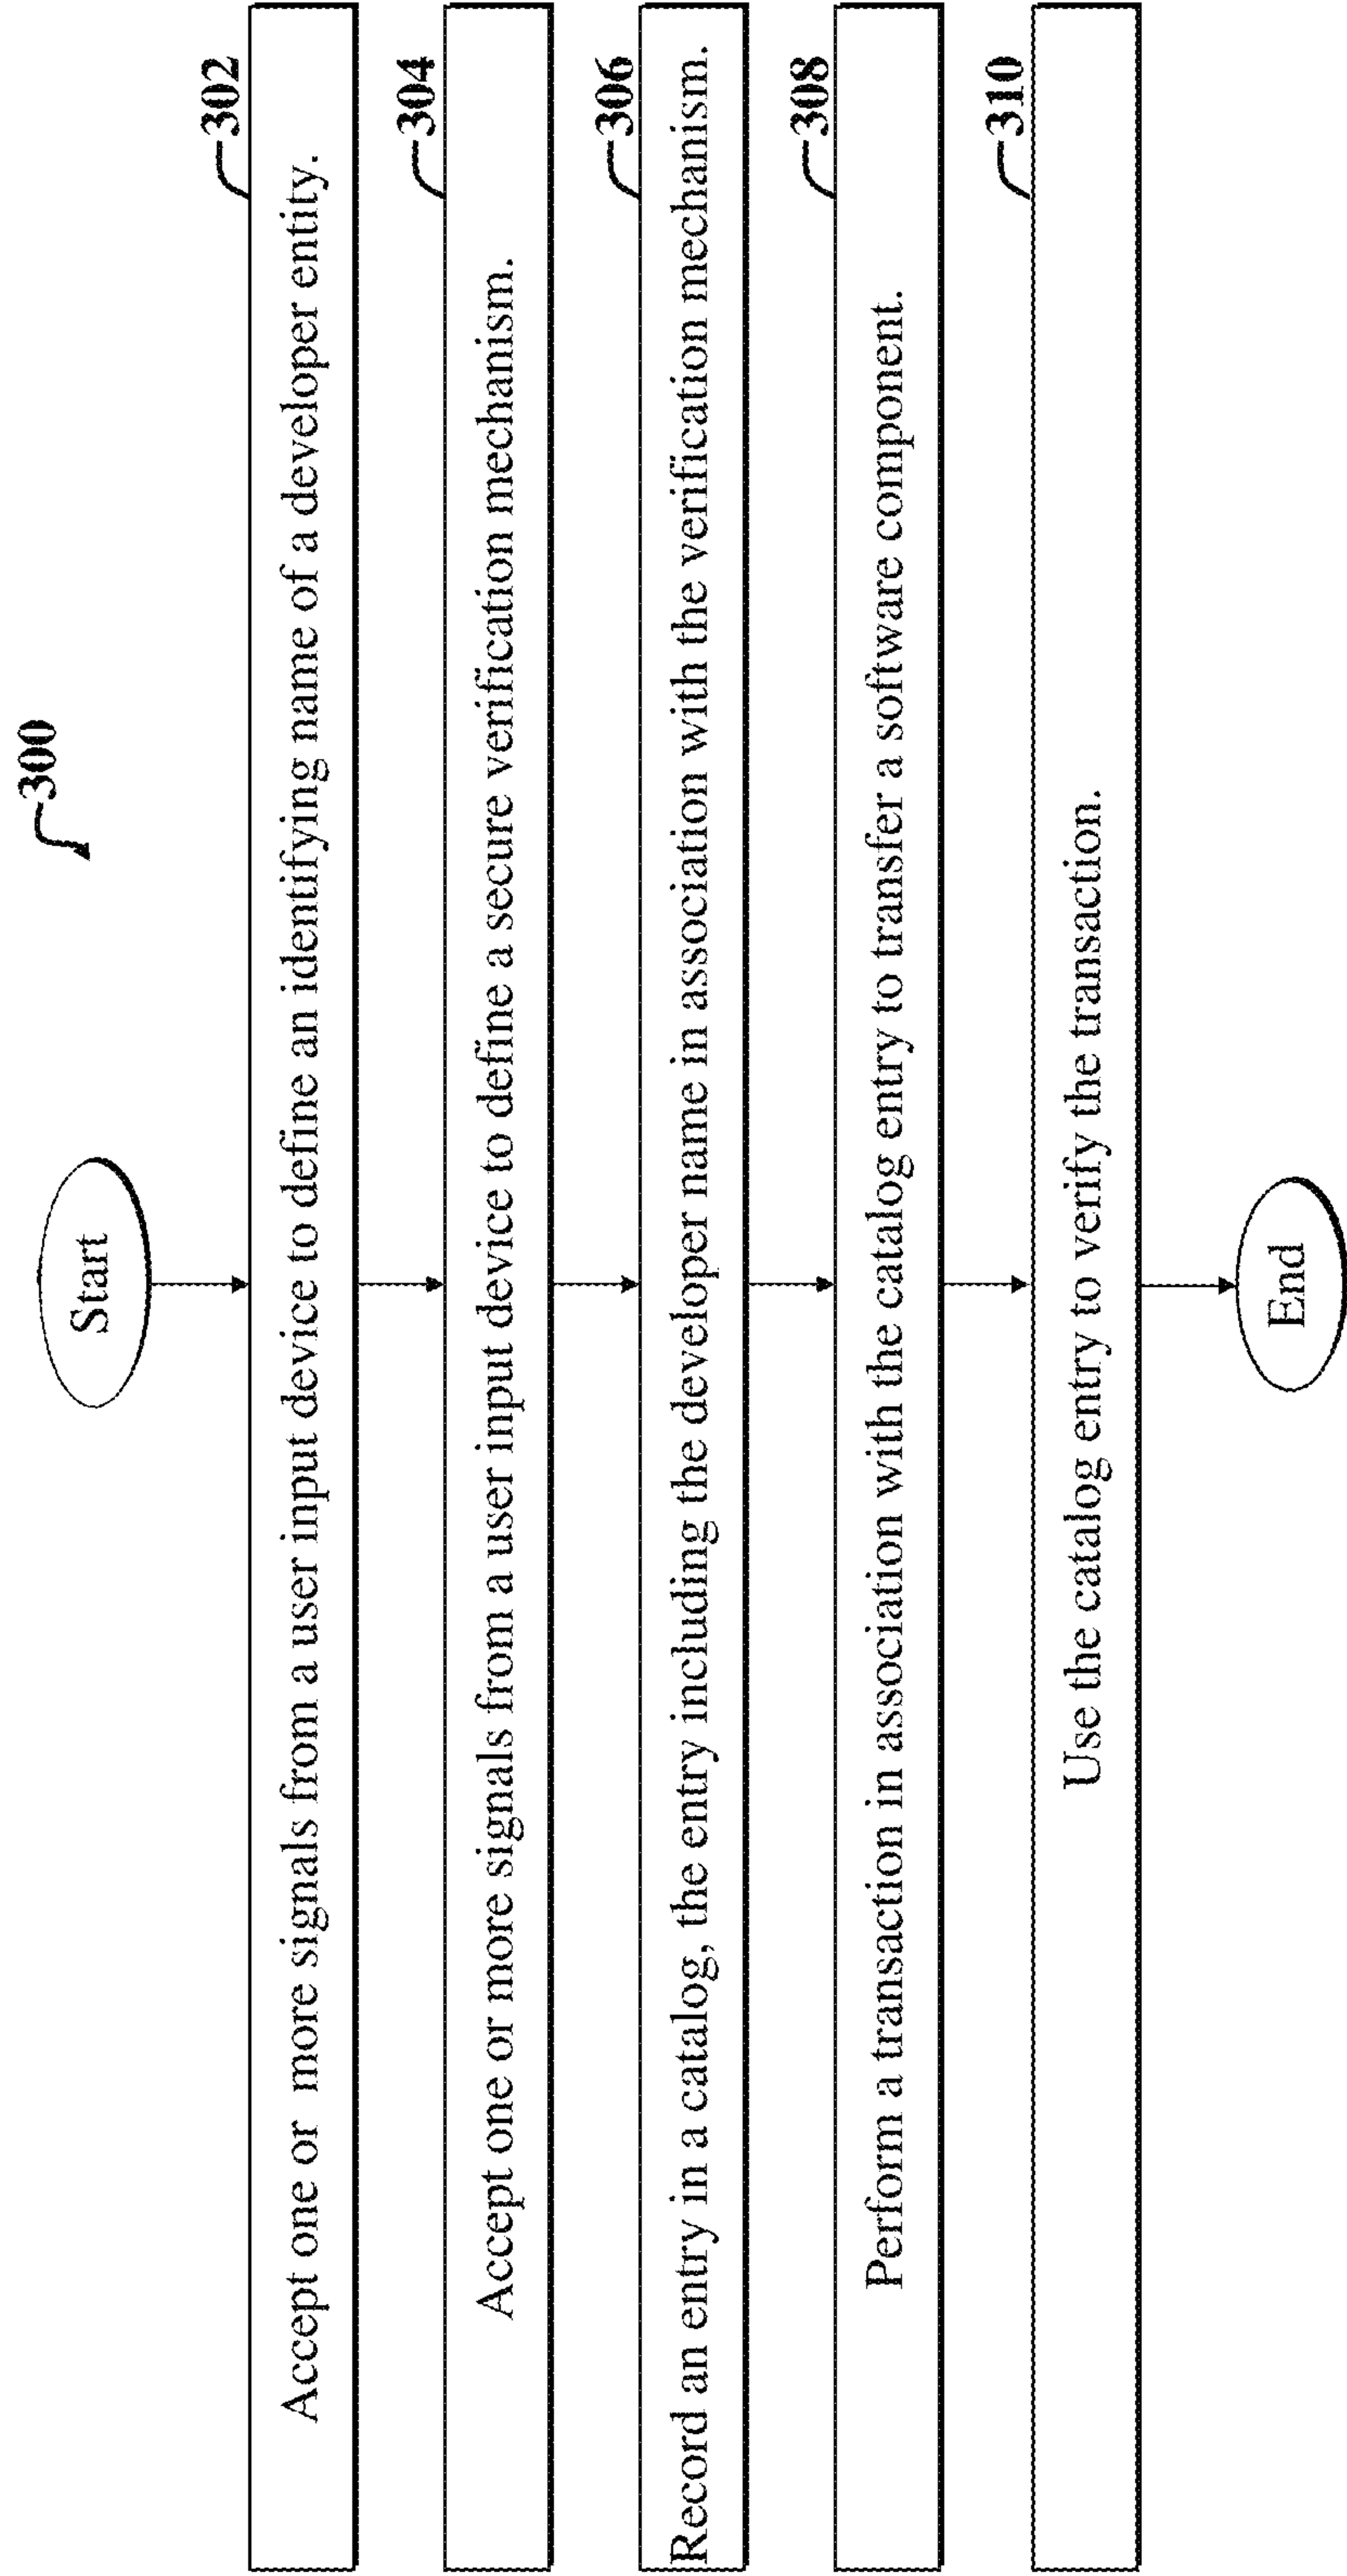 300
Start
302
Accept one or more signals from a user input device to define an identifying name of a developer entity.
304
Accept one or more signals from a user input device to define a secure verification mechanism.
306
Record an entry in a catalog, the entry including the developer name in association with the verification mechanism.
308
Perform a transaction in association with the catalog entry to transfer a software component.
310
Use the catalog entry to verify the transaction.
End